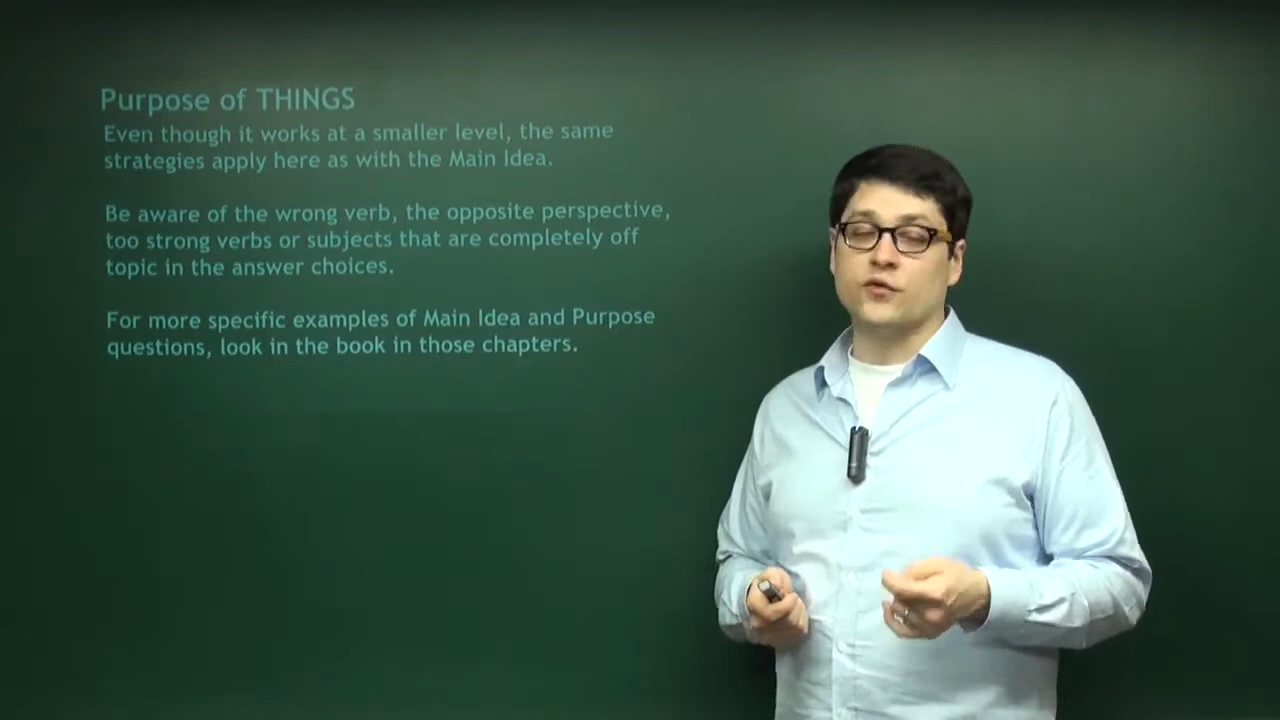 Purpose of THINGS
Even though it works at a smaller level, the same
strategies apply here as with the Main Idea.
Be aware of the wrong verb, the opposite perspective,
too strong verbs or subjects that are completely off
topic in the answer choices.
For more specific examples of Main Idea and Purpose
questions, look in the book in those chapters.